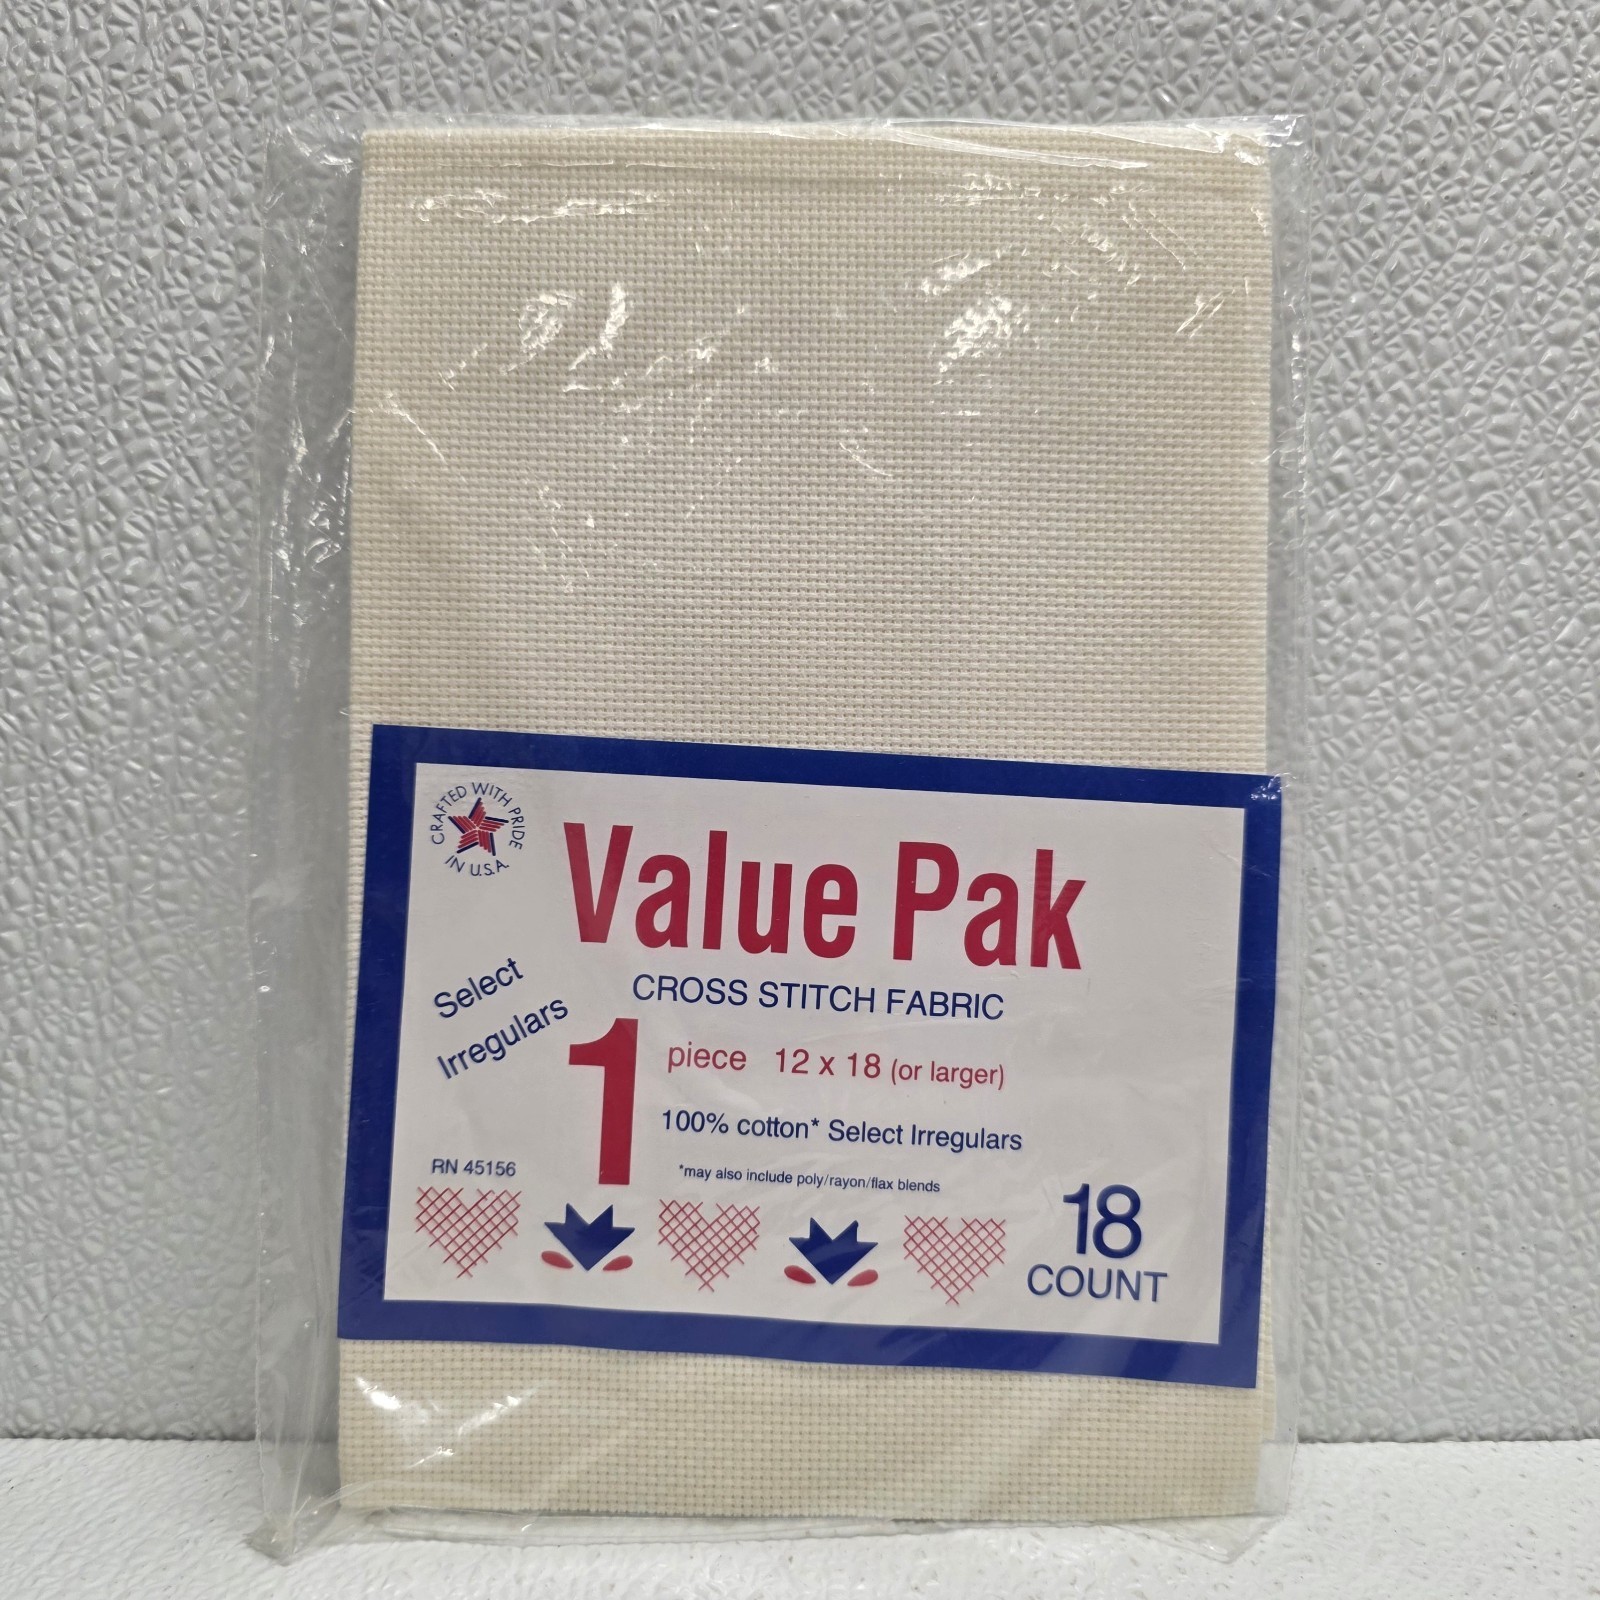 CRAFTED WITH PRIDE
IN U.S.A.
Value Pak
CROSS STITCH FABRIC
Select
Irregulars
1 piece 12 x 18 (or larger)
100% cotton* Select Irregulars
*may also include poly/rayon/flax blends
RN 45156
18
COUNT